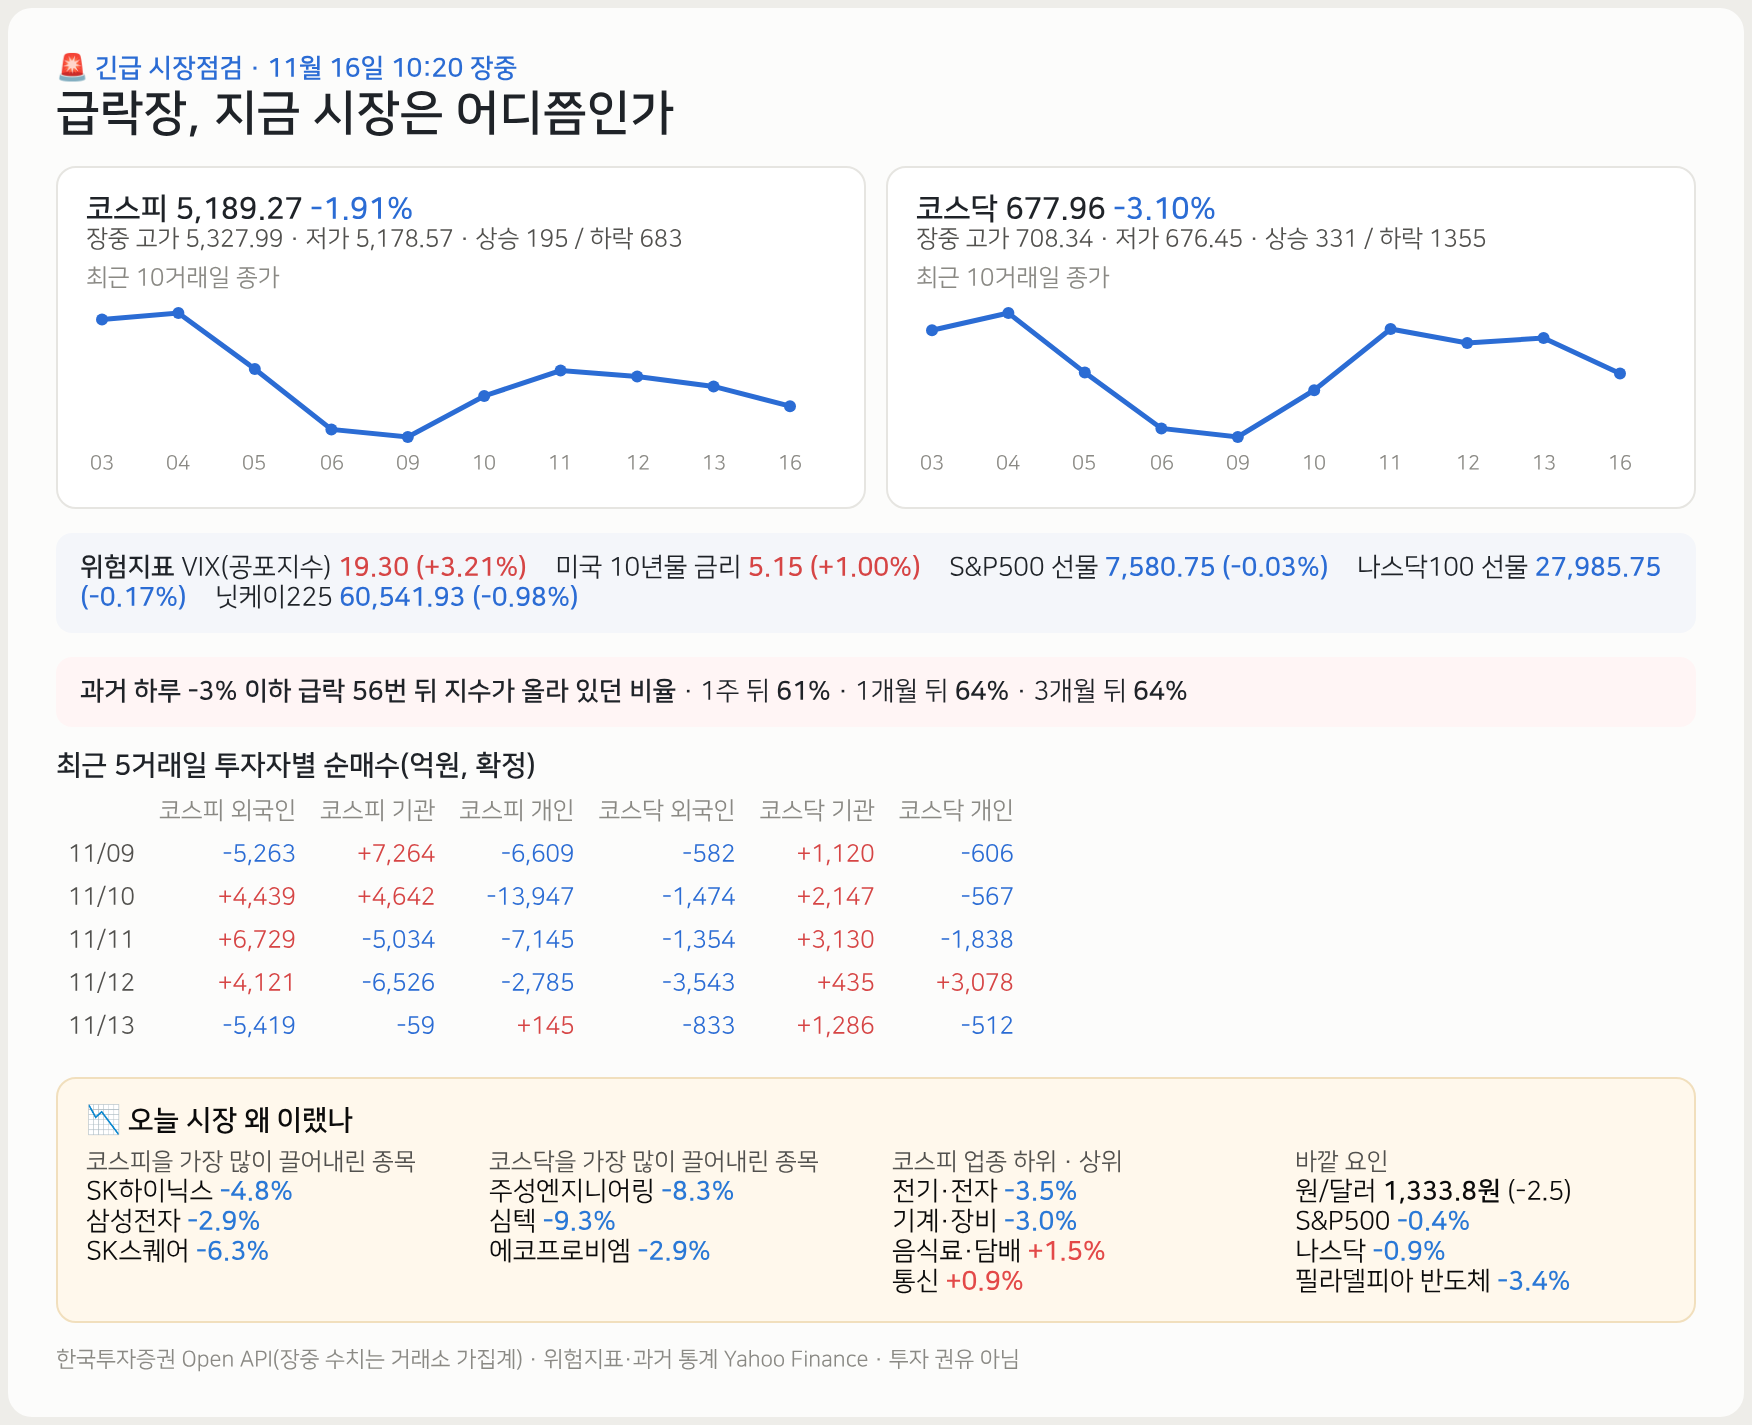 🚨 긴급 시장점검 · 11월 16일 10:20 장중
급락장, 지금 시장은 어디쯤인가
코스피 5,189.27 -1.91%
장중 고가 5,327.99 · 저가 5,178.57 · 상승 195 / 하락 683
최근 10거래일 종가
03 04 05 06 09 10 11 12 13 16
코스닥 677.96 -3.10%
장중 고가 708.34 · 저가 676.45 · 상승 331 / 하락 1355
최근 10거래일 종가
03 04 05 06 09 10 11 12 13 16
위험지표 VIX(공포지수) 19.30 (+3.21%) 미국 10년물 금리 5.15 (+1.00%) S&P500 선물 7,580.75 (-0.03%) 나스닥100 선물 27,985.75
(-0.17%) 닛케이225 60,541.93 (-0.98%)
과거 하루 -3% 이하 급락 56번 뒤 지수가 올라 있던 비율 · 1주 뒤 61% · 1개월 뒤 64% · 3개월 뒤 64%
최근 5거래일 투자자별 순매수(억원, 확정)
코스피 외국인 코스피 기관 코스피 개인 코스닥 외국인 코스닥 기관 코스닥 개인
11/09 -5,263 +7,264 -6,609 -582 +1,120 -606
11/10 +4,439 +4,642 -13,947 -1,474 +2,147 -567
11/11 +6,729 -5,034 -7,145 -1,354 +3,130 -1,838
11/12 +4,121 -6,526 -2,785 -3,543 +435 +3,078
11/13 -5,419 -59 +145 -833 +1,286 -512
📉 오늘 시장 왜 이랬나
코스피을 가장 많이 끌어내린 종목
SK하이닉스 -4.8%
삼성전자 -2.9%
SK스퀘어 -6.3%
코스닥을 가장 많이 끌어내린 종목
주성엔지니어링 -8.3%
심텍 -9.3%
에코프로비엠 -2.9%
코스피 업종 하위 · 상위
전기·전자 -3.5%
기계·장비 -3.0%
음식료·담배 +1.5%
통신 +0.9%
바깥 요인
원/달러 1,333.8원 (-2.5)
S&P500 -0.4%
나스닥 -0.9%
필라델피아 반도체 -3.4%
한국투자증권 Open API(장중 수치는 거래소 가집계) · 위험지표·과거 통계 Yahoo Finance · 투자 권유 아님